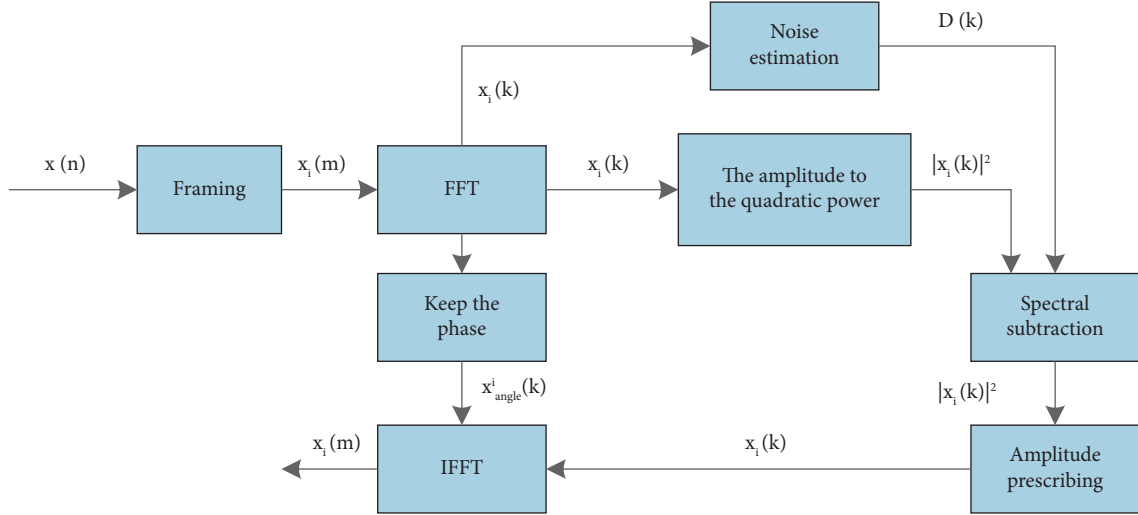 Noise
estimation
D (k)
x_i (k)
x (n)
Framing
x_i (m)
FFT
x_i (k)
The amplitude to
the quadratic power
|x_i (k)|²
Keep the
phase
Spectral
subtraction
x^i_angle (k)
|x_i (k)|²
x_i (m)
IFFT
x_i (k)
Amplitude
prescribing